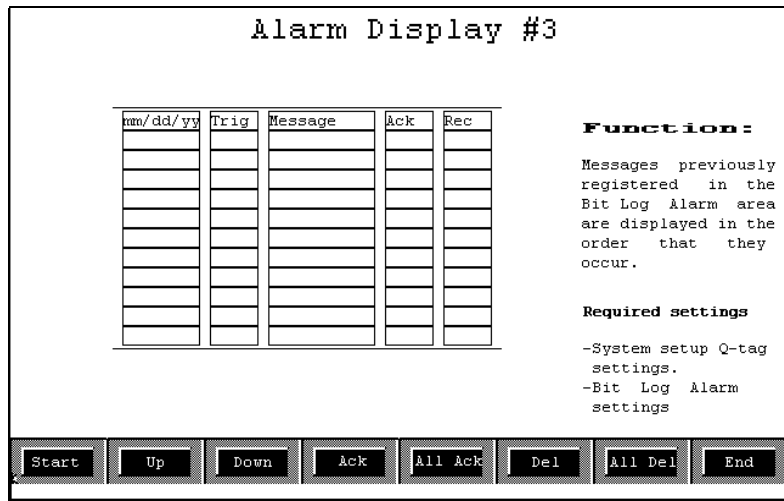 Alarm Display #3
mm/dd/yy Trig Message Ack Rec
Function:
Messages previously
registered in the
Bit Log Alarm area
are displayed in the
order that they
occur.
Required settings
-System setup Q-tag
settings.
-Bit Log Alarm
settings
Start Up Down Ack All Ack Del All Del End